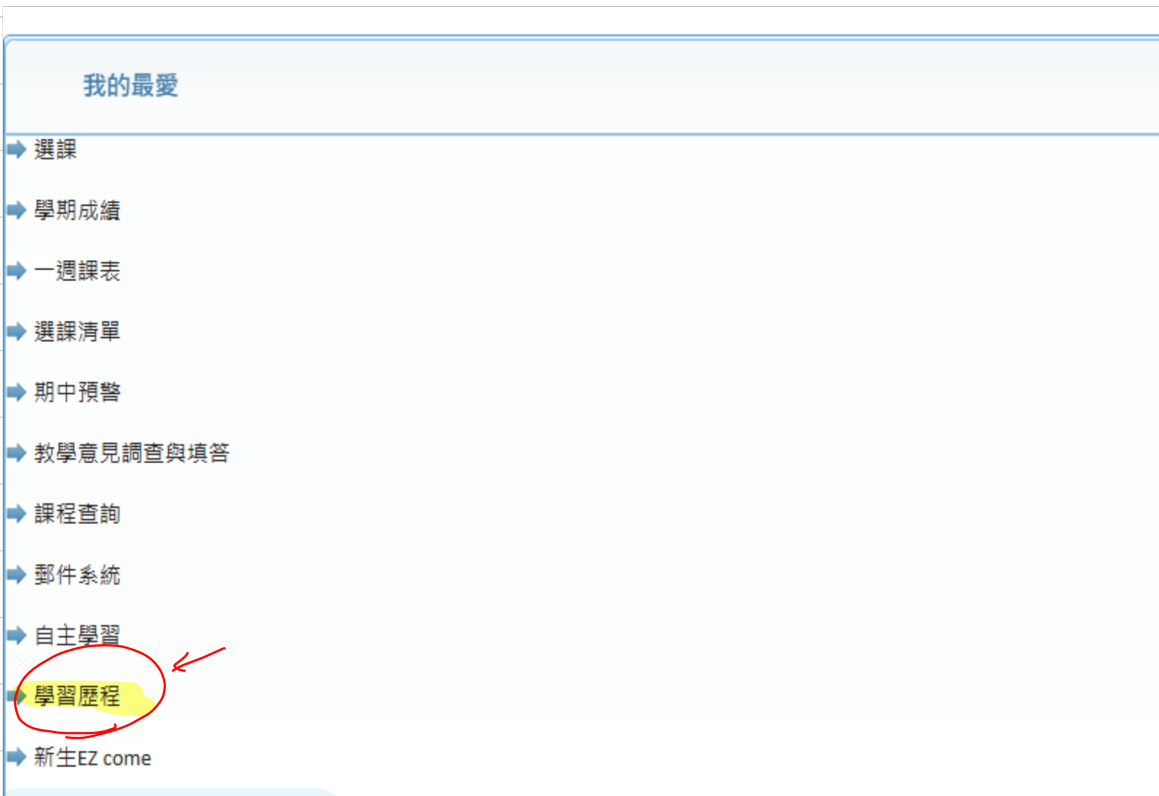 我的最愛
選課
學期成績
一週課表
選課清單
期中預警
教學意見調查與填答
課程查詢
郵件系統
自主學習
學習歷程
新生EZ come